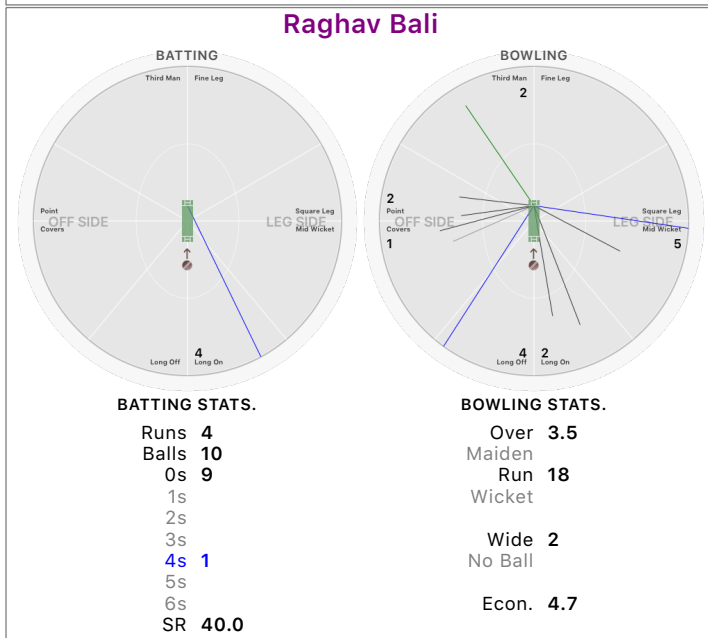 Raghav Bali
BATTING
Third Man Fine Leg
Point
OFF SIDE
Covers
Square Leg
LEG SIDE
Mid Wicket
4
Long Off Long On
BATTING STATS.
Runs 4
Balls 10
0s 9
1s
2s
3s
4s 1
5s
6s
SR 40.0
BOWLING
Third Man Fine Leg
2
2
Point
OFF SIDE
Covers
1
Square Leg
LEG SIDE
Mid Wicket
5
4 2
Long Off Long On
BOWLING STATS.
Over 3.5
Maiden
Run 18
Wicket
Wide 2
No Ball
Econ. 4.7